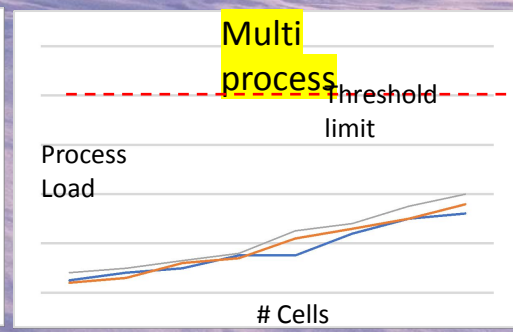 Multi
process
Threshold
limit
Process
Load
# Cells